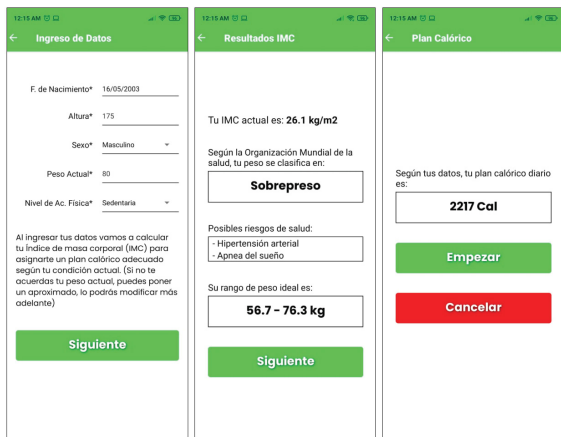 12:15 AM
56
Ingreso de Datos
F. de Nacimiento* 16/05/2003
Altura* 175
Sexo* Masculino
Peso Actual* 80
Nivel de Ac. Física* Sedentaria
Al ingresar tus datos vamos a calcular
tu Índice de masa corporal (IMC) para
asignarte un plan calórico adecuado
según tu condición actual. (Si no te
acuerdas tu peso actual, puedes poner
un aproximado, lo podrás modificar más
adelante)
Siguiente
12:15 AM
56
Resultados IMC
Tu IMC actual es: 26.1 kg/m2
Según la Organización Mundial de la
salud, tu peso se clasifica en:
Sobrepeso
Posibles riesgos de salud:
- Hipertensión arterial
- Apnea del sueño
Su rango de peso ideal es:
56.7 - 76.3 kg
Siguiente
12:15 AM
56
Plan Calórico
Según tus datos, tu plan calórico diario
es:
2217 Cal
Empezar
Cancelar